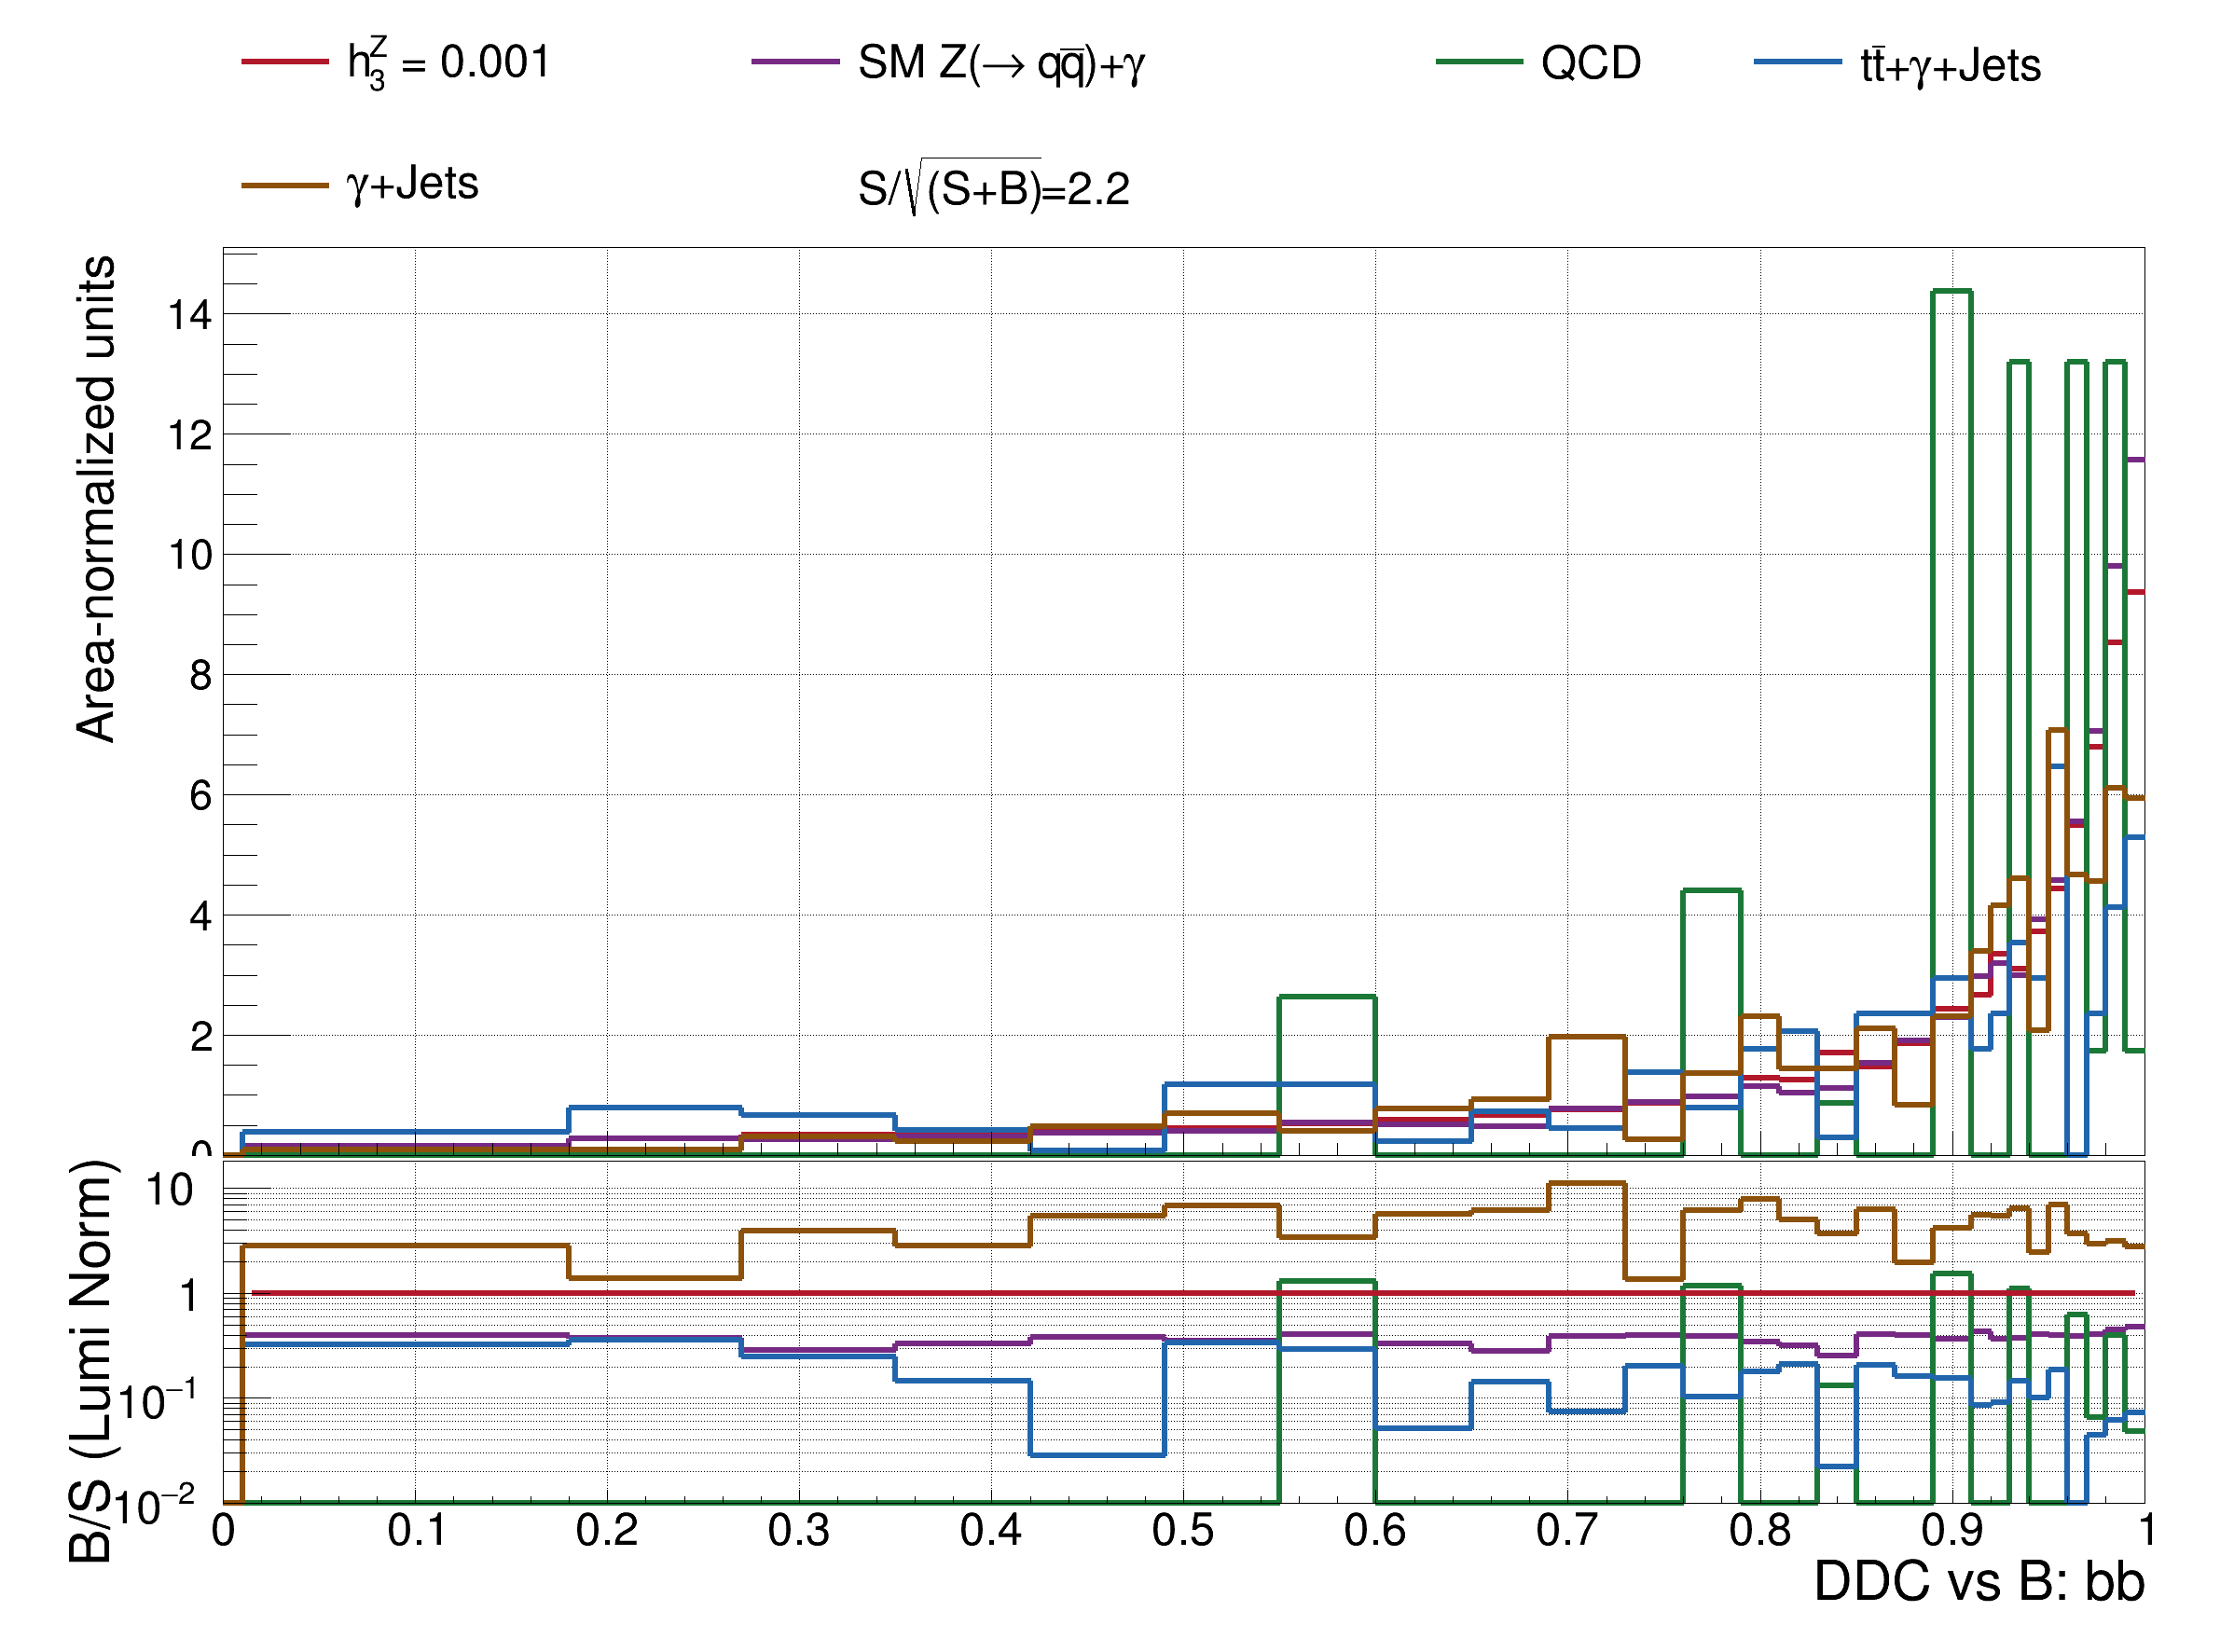 h₃ᶻ = 0.001 SM Z(→ qq̅)+γ QCD tt̅+γ+Jets
γ+Jets S/√(S+B)=2.2
Area-normalized units
14
12
10
8
6
4
2
0
B/S (Lumi Norm)
10
1
10⁻¹
10⁻²
0 0.1 0.2 0.3 0.4 0.5 0.6 0.7 0.8 0.9 1
DDC vs B: bb